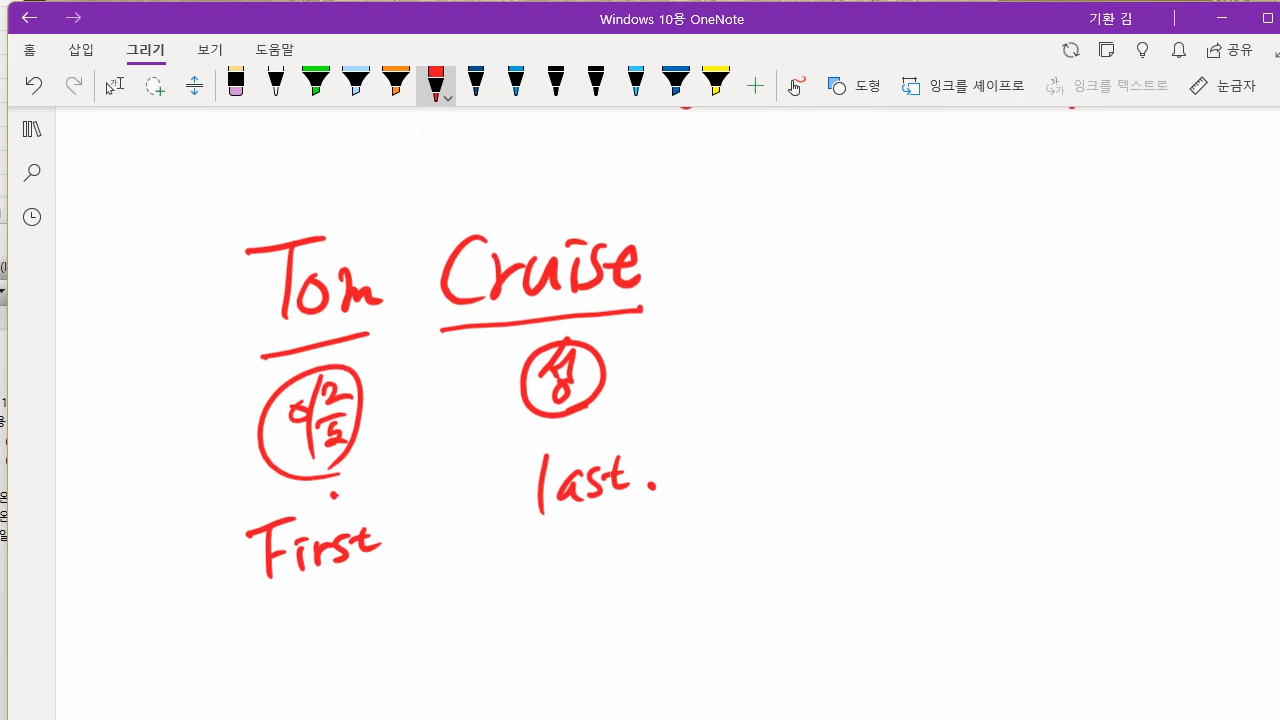 Windows 10용 OneNote
기환 김
홈 삽입 그리기 보기 도움말
공유
도형 잉크를 셰이프로 잉크를 텍스트로 눈금자
Tom Cruise
이름 성
First last.